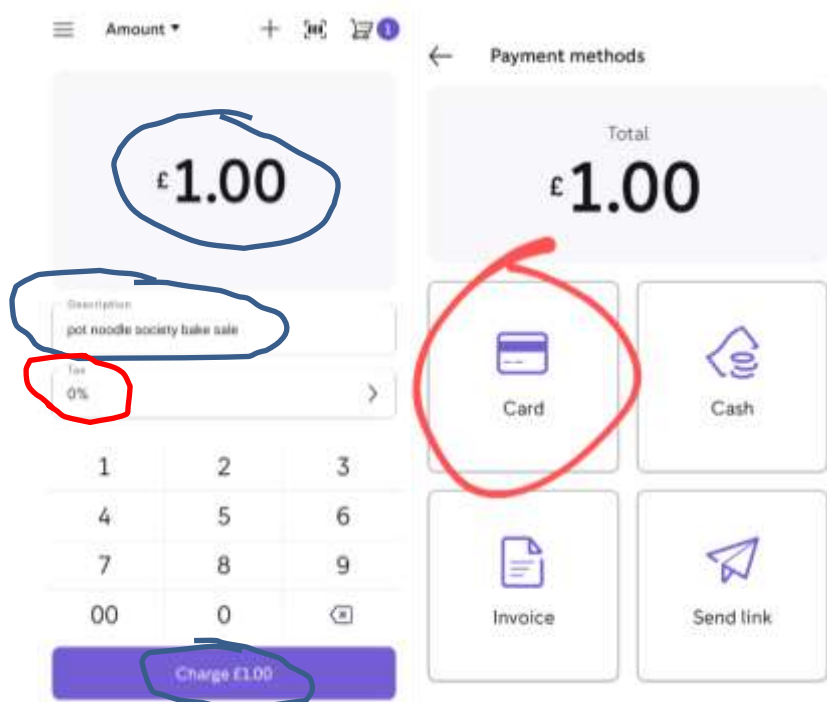 Amount
1
£1.00
Description
pot noodle society bake sale
Tax
0%
1 2 3
4 5 6
7 8 9
00 0
Charge £1.00
Payment methods
Total
£1.00
Card Cash
Invoice Send link